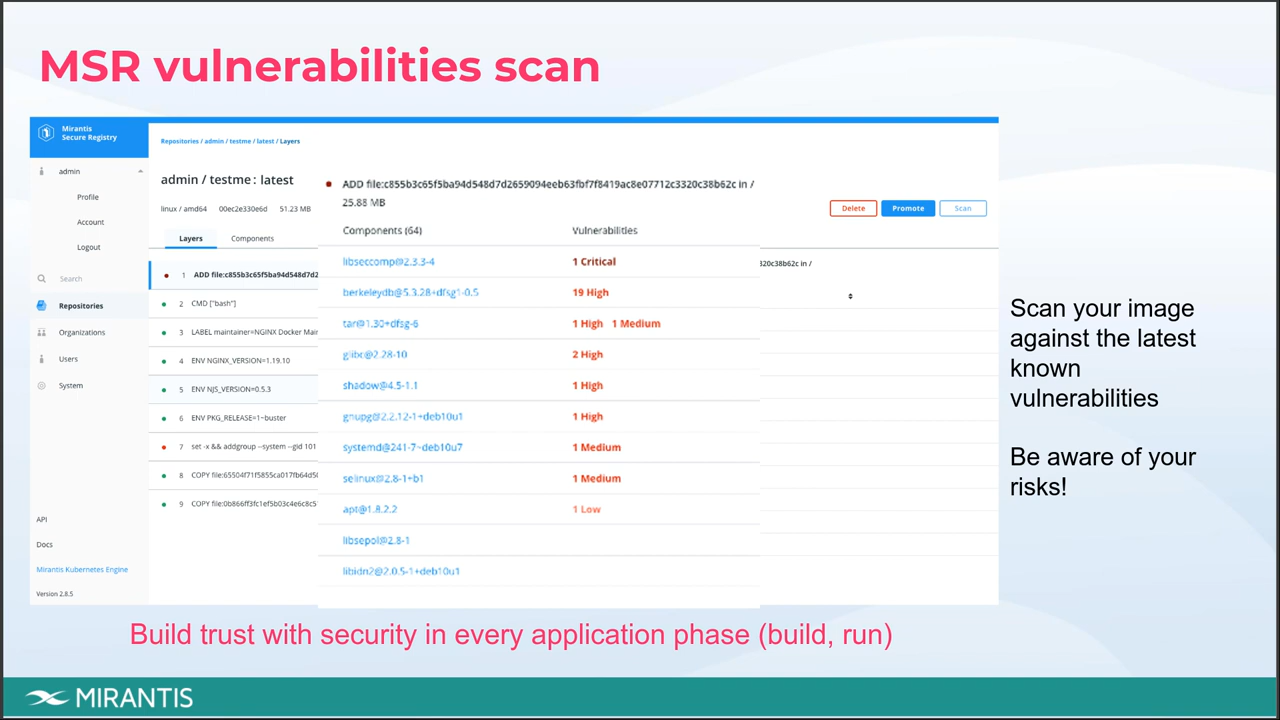 MSR vulnerabilities scan
Mirantis
Secure Registry
admin
Profile
Account
Logout
Search
Repositories
Organizations
Users
System
API
Docs
Mirantis Kubernetes Engine
Version 2.8.5
Repositories / admin / testme / latest / Layers
admin / testme : latest
linux / amd64 00ec2e330e6d 51.23 MB
Delete Promote Scan
Layers Components
1 ADD file:c855b3c65f5ba94d548d7d2
2 CMD ["bash"]
3 LABEL maintainer=NGINX Docker Mai
4 ENV NGINX_VERSION=1.19.10
5 ENV NJS_VERSION=0.5.3
6 ENV PKG_RELEASE=1~buster
7 set -x && addgroup --system --gid 101
8 COPY file:65504f71f5855ca017fb64d50
9 COPY file:0b866ff3fc1ef5b03c4e6c8c5
ADD file:c855b3c65f5ba94d548d7d2659094eeb63fbf7f8419ac8e07712c3320c38b62c in /
25.88 MB
320c38b62c in /
Components (64) Vulnerabilities
libseccomp@2.3.3-4 1 Critical
berkeleydb@5.3.28+dfsg1-0.5 19 High
tar@1.30+dfsg-6 1 High 1 Medium
glibc@2.28-10 2 High
shadow@4.5-1.1 1 High
gnupg@2.2.12-1+deb10u1 1 High
systemd@241-7~deb10u7 1 Medium
selinux@2.8-1+b1 1 Medium
apt@1.8.2.2 1 Low
libsepol@2.8-1
libidn2@2.0.5-1+deb10u1
Scan your image
against the latest
known
vulnerabilities
Be aware of your
risks!
Build trust with security in every application phase (build, run)
MIRANTIS